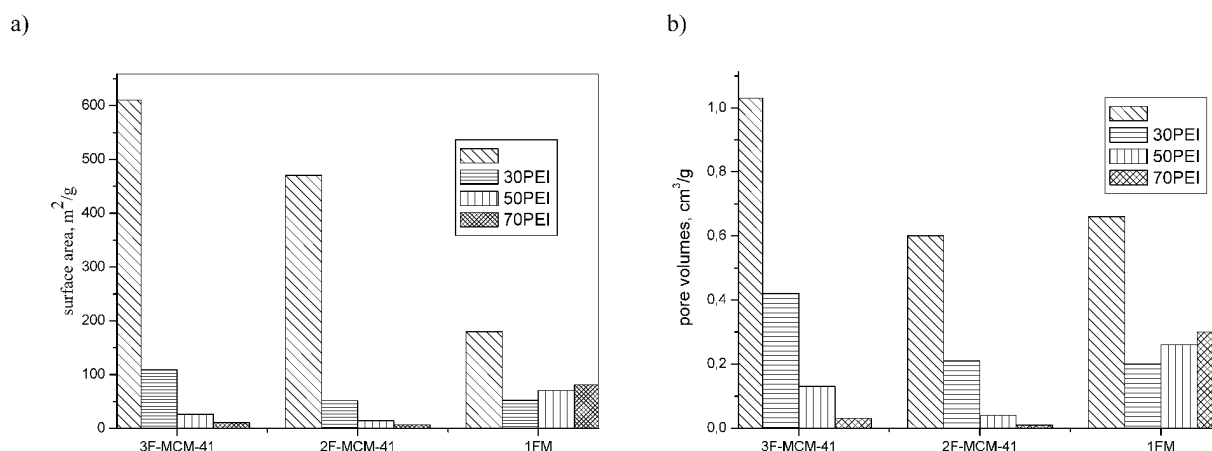 a)
surface area, m²/g
600
500
400
300
200
100
0
30PEI
50PEI
70PEI
3F-MCM-41
2F-MCM-41
1FM
b)
pore volumes, cm³/g
1,0
0,8
0,6
0,4
0,2
0,0
30PEI
50PEI
70PEI
3F-MCM-41
2F-MCM-41
1FM